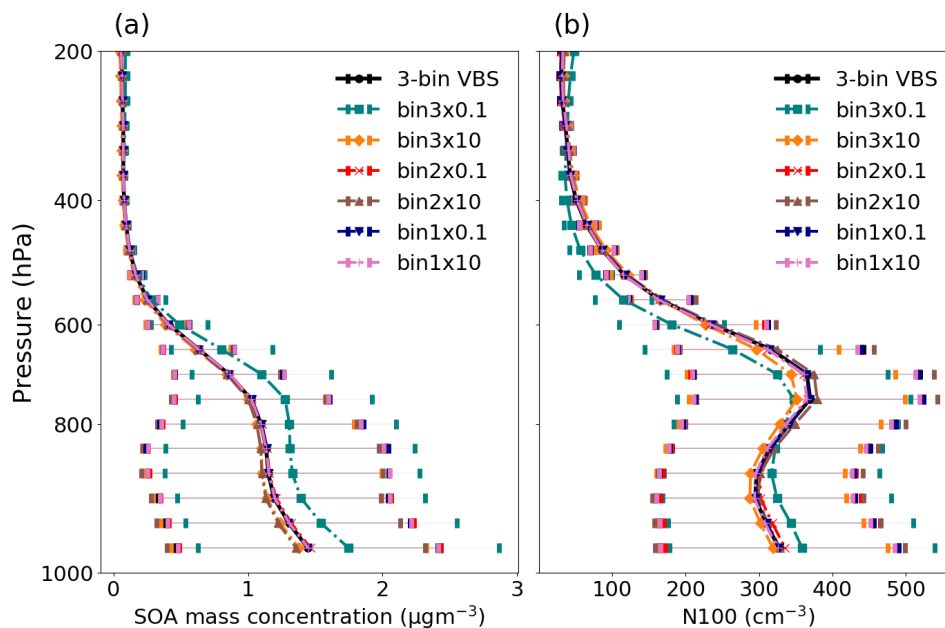 (a)
(b)
200
400
600
800
1000
Pressure (hPa)
3-bin VBS
bin3x0.1
bin3x10
bin2x0.1
bin2x10
bin1x0.1
bin1x10
3-bin VBS
bin3x0.1
bin3x10
bin2x0.1
bin2x10
bin1x0.1
bin1x10
0 1 2 3
SOA mass concentration (μgm⁻³)
100 200 300 400 500
N100 (cm⁻³)